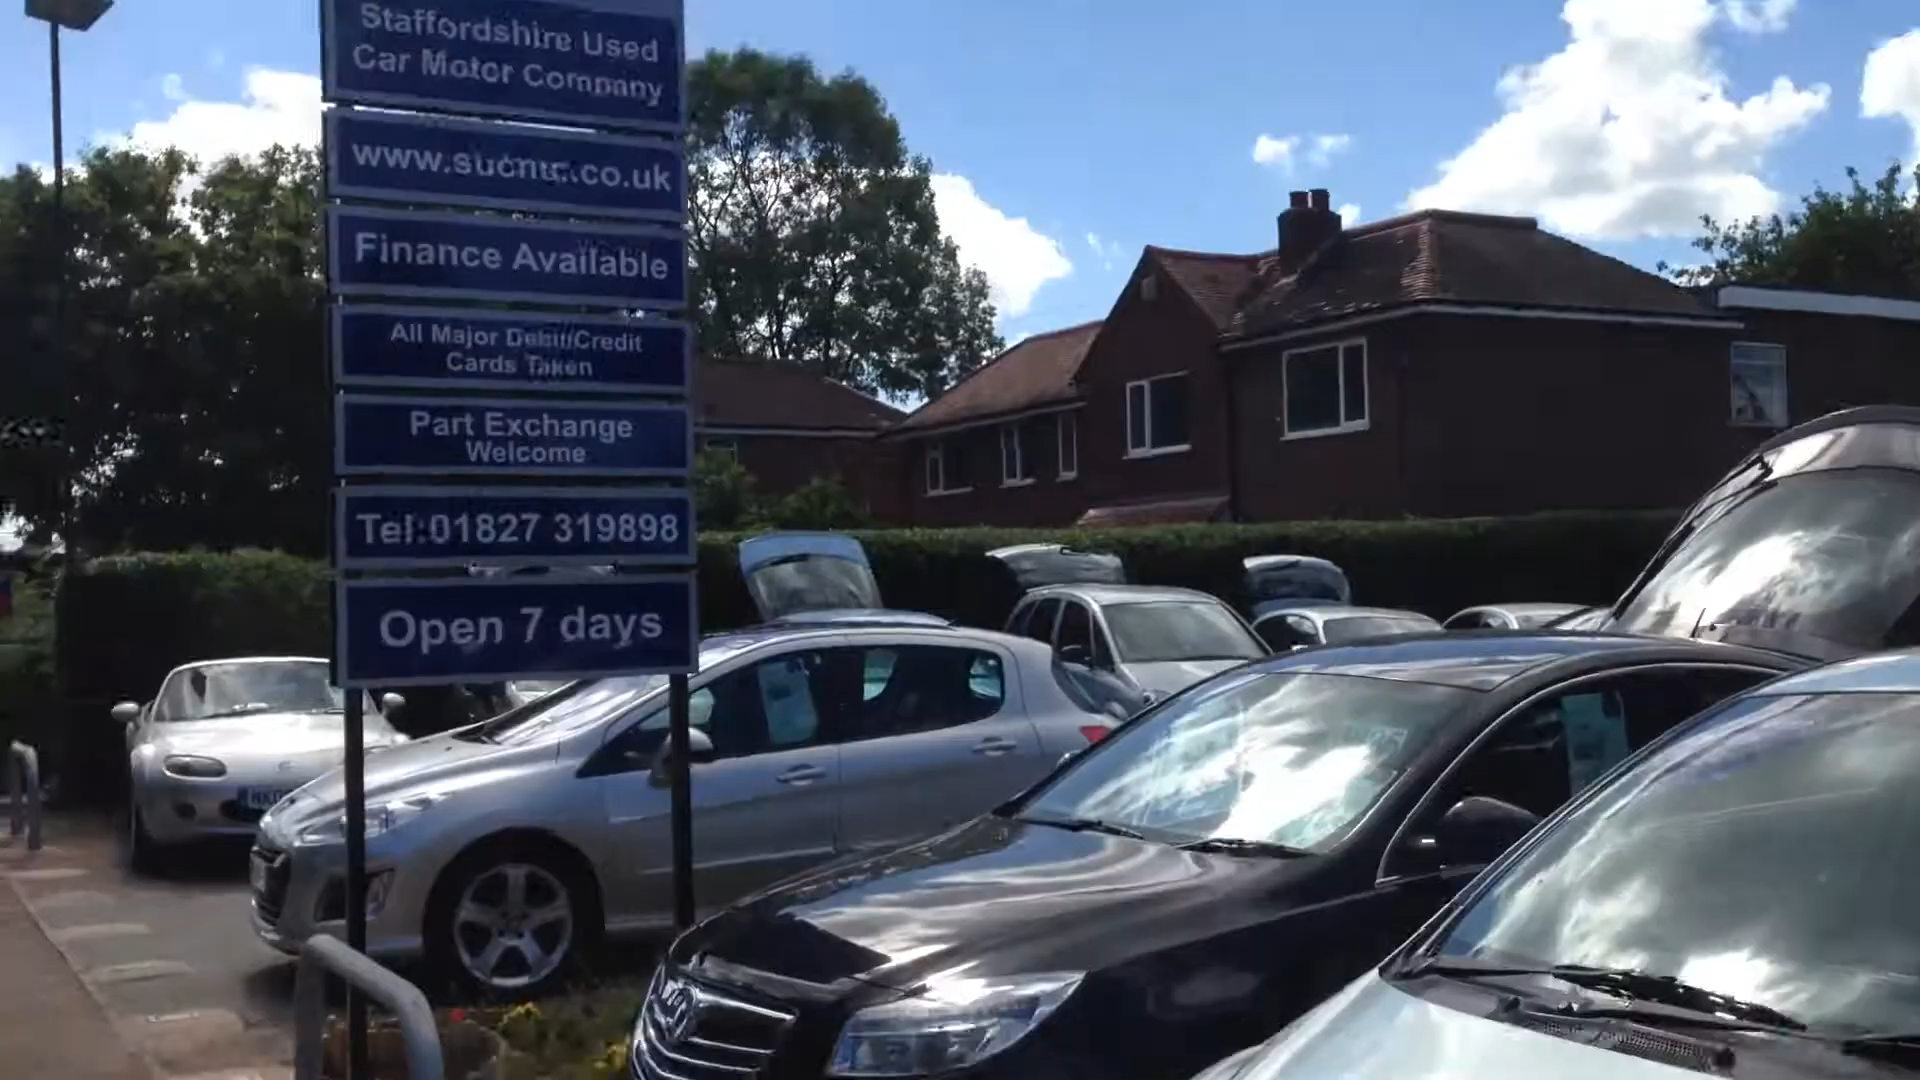 Staffordshire Used
Car Motor Company
Finance Available
All Major Debit/Credit
Cards Taken
Part Exchange
Welcome
Tel:01827 319898
Open 7 days